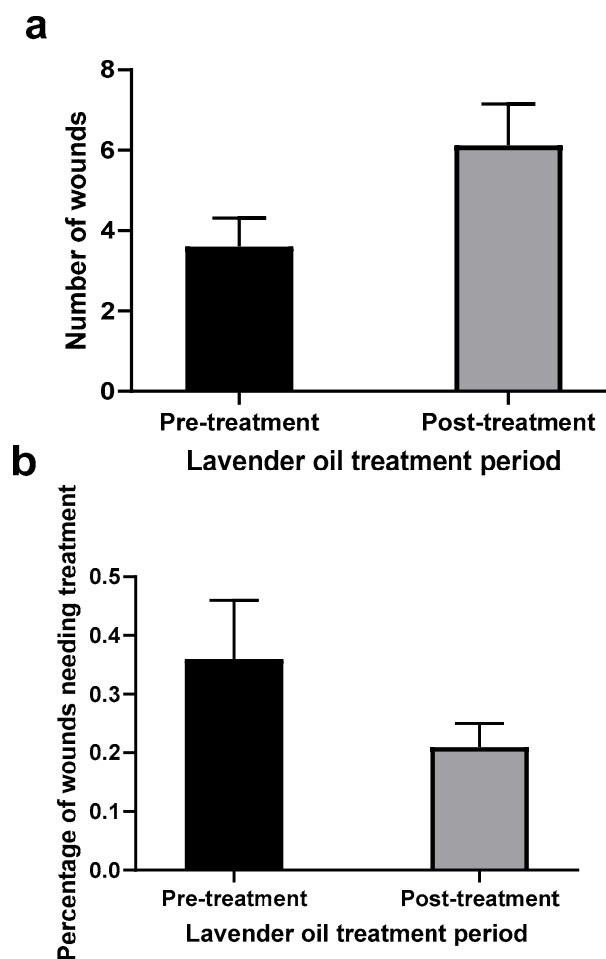 a
Number of wounds
8
6
4
2
0
Pre-treatment
Post-treatment
Lavender oil treatment period
b
Percentage of wounds needing treatment
0.5
0.4
0.3
0.2
0.1
0.0
Pre-treatment
Post-treatment
Lavender oil treatment period